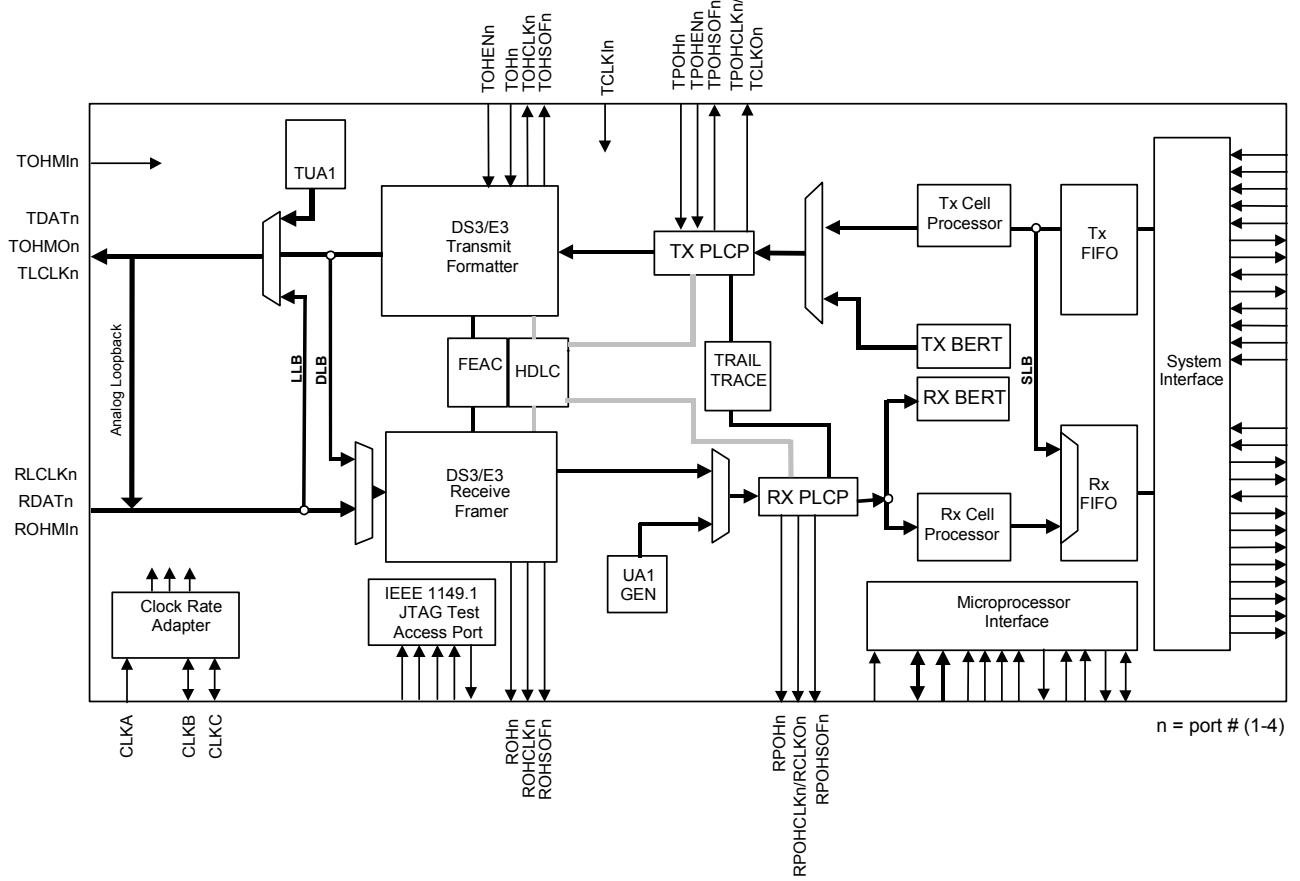 TOHENn
TOHn
TOHCLKn
TOHSOFn
TCLKIn
TPOHn
TPOHENn
TPOHSOFn
TPOHCLKn/
TCLKOn
TOHMIn
TDATn
TOHMOn
TLCLKn
RLCLKn
RDATn
ROHMIn
TUA1
DS3/E3
Transmit
Formatter
TX PLCP
Tx Cell
Processor
Tx
FIFO
System
Interface
Analog Loopback
LLB
DLB
FEAC
HDLC
TRAIL
TRACE
TX BERT
RX BERT
SLB
DS3/E3
Receive
Framer
RX PLCP
Rx Cell
Processor
Rx
FIFO
UA1
GEN
Clock Rate
Adapter
IEEE 1149.1
JTAG Test
Access Port
Microprocessor
Interface
CLKA
CLKB
CLKC
ROHn
ROHCLKn
ROHSOFn
RPOHn
RPOHCLKn/RCLKOn
RPOHSOFn
n = port # (1-4)